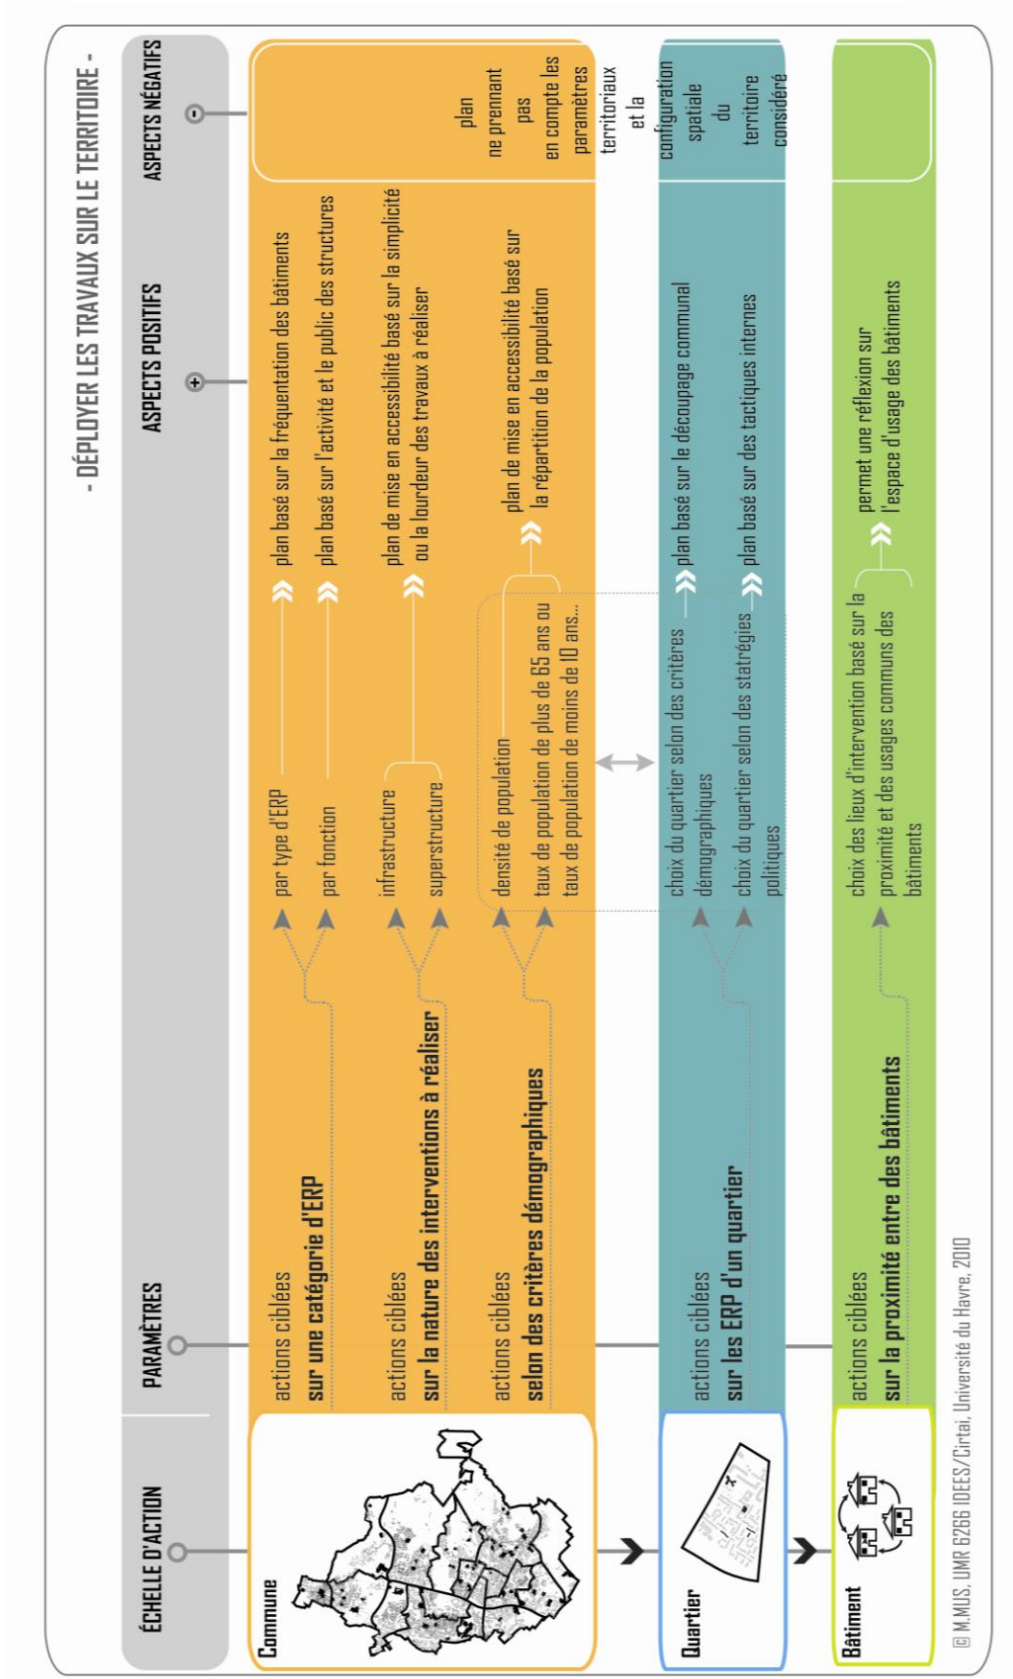 - DÉPLOYER LES TRAVAUX SUR LE TERRITOIRE -
ÉCHELLE D'ACTION
PARAMÈTRES
ASPECTS POSITIFS
ASPECTS NÉGATIFS
+
-
Commune
actions ciblées
sur une catégorie d'ERP
par type d'ERP
plan basé sur la fréquentation des bâtiments
par fonction
plan basé sur l'activité et le public des structures
actions ciblées
sur la nature des interventions à réaliser
infrastructure
superstructure
plan de mise en accessibilité basé sur la simplicité
ou la lourdeur des travaux à réaliser
actions ciblées
selon des critères démographiques
densité de population
taux de population de plus de 65 ans ou
taux de population de moins de 10 ans...
plan de mise en accessibilité basé sur
la répartition de la population
plan
ne prennant
pas
en compte les
paramètres
territoriaux
et la
configuration
spatiale
du
territoire
considéré
Quartier
actions ciblées
sur les ERP d'un quartier
choix du quartier selon des critères
démographiques
plan basé sur le découpage communal
choix du quartier selon des statrégies
politiques
plan basé sur des tactiques internes
Bâtiment
actions ciblées
sur la proximité entre des bâtiments
choix des lieux d'intervention basé sur la
proximité et des usages communs des
bâtiments
permet une réflexion sur
l'espace d'usage des bâtiments
© M.MUS, UMR 6266 IDEES/Cirtai, Université du Havre, 2010